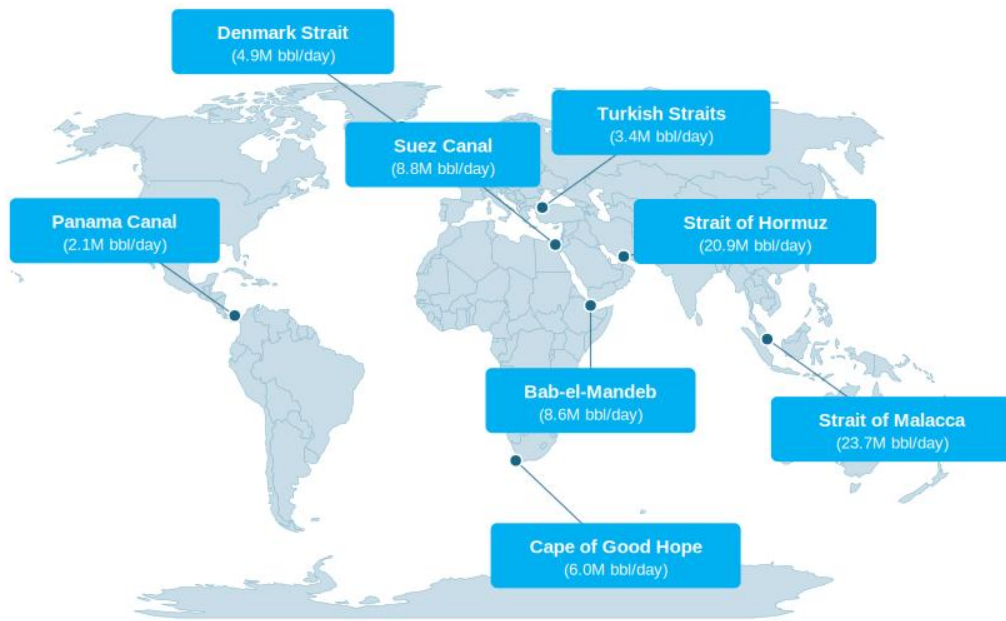 Denmark Strait
(4.9M bbl/day)
Turkish Straits
(3.4M bbl/day)
Suez Canal
(8.8M bbl/day)
Panama Canal
(2.1M bbl/day)
Strait of Hormuz
(20.9M bbl/day)
Bab-el-Mandeb
(8.6M bbl/day)
Strait of Malacca
(23.7M bbl/day)
Cape of Good Hope
(6.0M bbl/day)